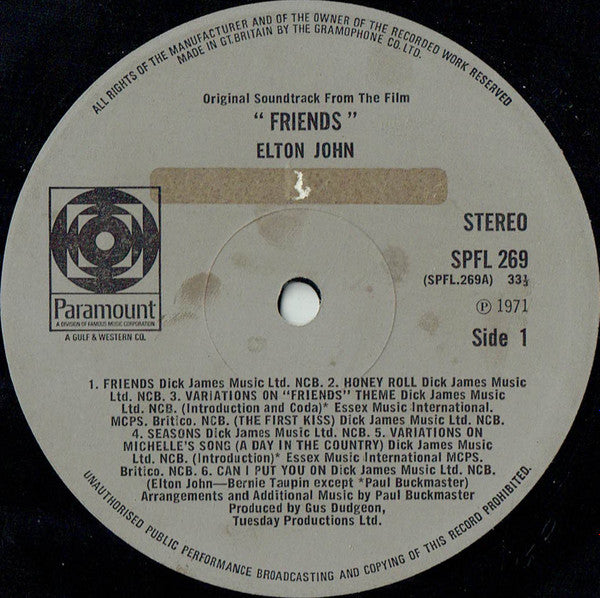 ALL RIGHTS OF THE MANUFACTURER AND OF THE OWNER OF THE RECORDED WORK RESERVED
MADE IN GT. BRITAIN BY THE GRAMOPHONE CO. LTD.
Original Soundtrack From The Film
“ FRIENDS ”
ELTON JOHN
Paramount
A DIVISION OF FAMOUS MUSIC CORPORATION
A GULF & WESTERN CO.
STEREO
SPFL 269
(SPFL.269A) 33⅓
Ⓟ 1971
Side 1
1. FRIENDS Dick James Music Ltd. NCB. 2. HONEY ROLL Dick James Music
Ltd. NCB. 3. VARIATIONS ON “FRIENDS” THEME Dick James Music
Ltd. NCB. (Introduction and Coda)* Essex Music International.
MCPS. Britico. NCB. (THE FIRST KISS) Dick James Music Ltd. NCB.
4. SEASONS Dick James Music Ltd. NCB. 5. VARIATIONS ON
MICHELLE'S SONG (A DAY IN THE COUNTRY) Dick James Music
Ltd. NCB. (Introduction)* Essex Music International MCPS.
Britico. NCB. 6. CAN I PUT YOU ON Dick James Music Ltd. NCB.
(Elton John—Bernie Taupin except *Paul Buckmaster)
Arrangements and Additional Music by Paul Buckmaster
Produced by Gus Dudgeon,
Tuesday Productions Ltd.
UNAUTHORISED PUBLIC PERFORMANCE BROADCASTING AND COPYING OF THIS RECORD PROHIBITED.